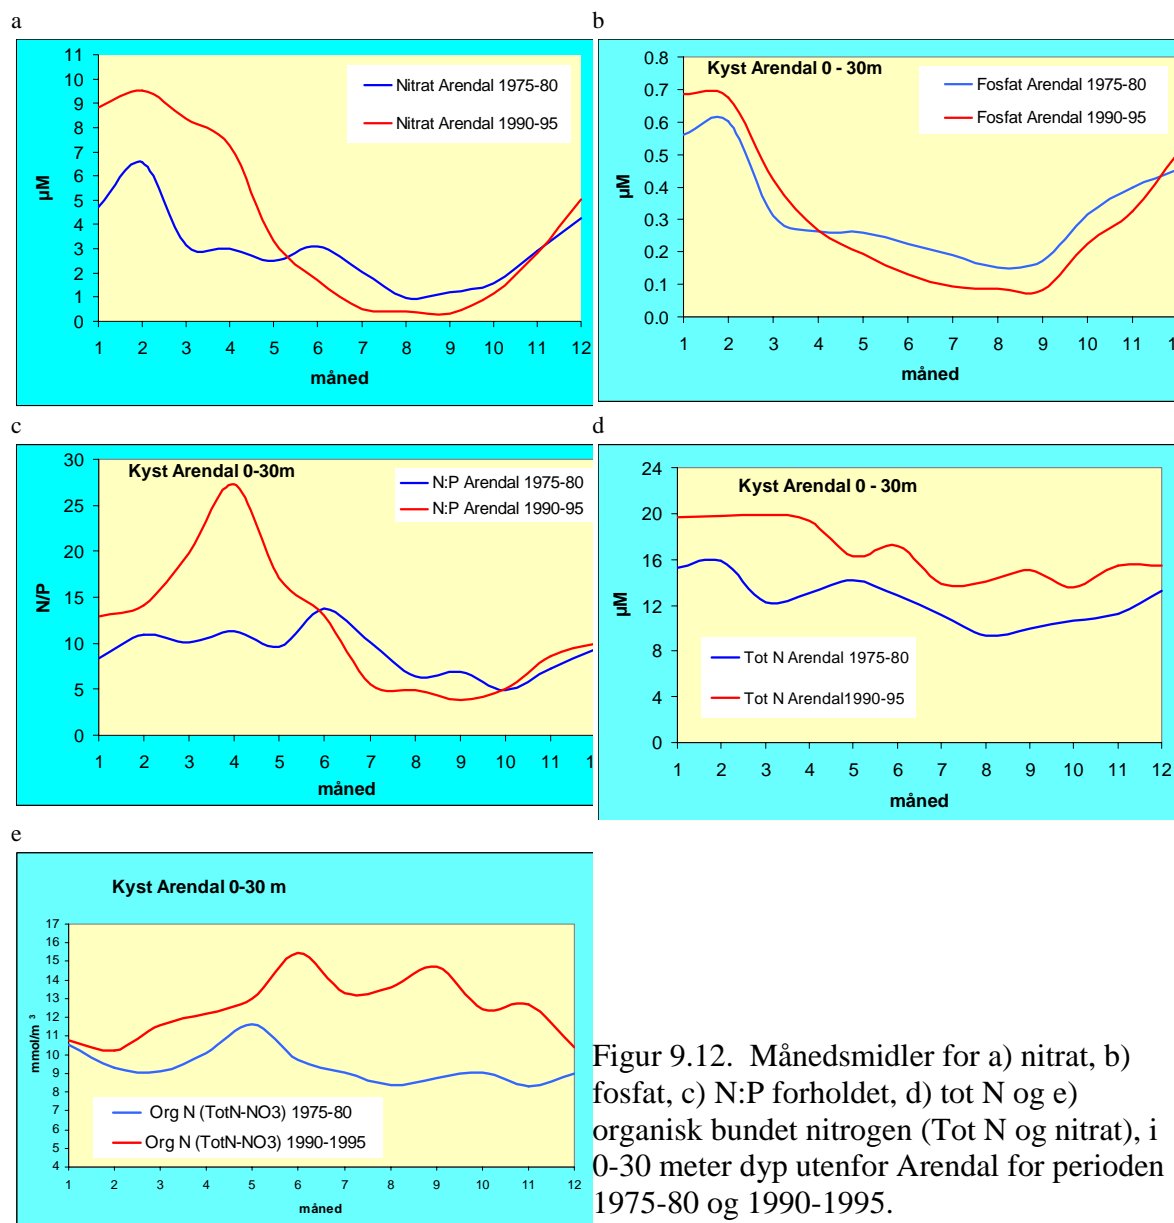 a
11
10
9
8
7
6
5
4
3
2
1
0
µM
Nitrat Arendal 1975-80
Nitrat Arendal 1990-95
1 2 3 4 5 6 7 8 9 10 11 12
måned
b
Kyst Arendal 0 - 30m
0.8
0.7
0.6
0.5
0.4
0.3
0.2
0.1
0.0
µM
Fosfat Arendal 1975-80
Fosfat Arendal 1990-95
1 2 3 4 5 6 7 8 9 10 11 1
måned
c
Kyst Arendal 0-30m
30
25
20
15
10
5
0
N/P
N:P Arendal 1975-80
N:P Arendal 1990-95
1 2 3 4 5 6 7 8 9 10 11 1
måned
d
Kyst Arendal 0 - 30m
24
20
16
12
8
4
0
µM
Tot N Arendal 1975-80
Tot N Arendal1990-95
1 2 3 4 5 6 7 8 9 10 11 12
måned
e
Kyst Arendal 0-30 m
17
16
15
14
13
12
11
10
9
8
7
6
5
4
mmol/m ³
Org N (TotN-NO3) 1975-80
Org N (TotN-NO3) 1990-1995
1 2 3 4 5 6 7 8 9 10 11 12
måned
Figur 9.12. Månedsmidler for a) nitrat, b)
fosfat, c) N:P forholdet, d) tot N og e)
organisk bundet nitrogen (Tot N og nitrat), i
0-30 meter dyp utenfor Arendal for perioden
1975-80 og 1990-1995.